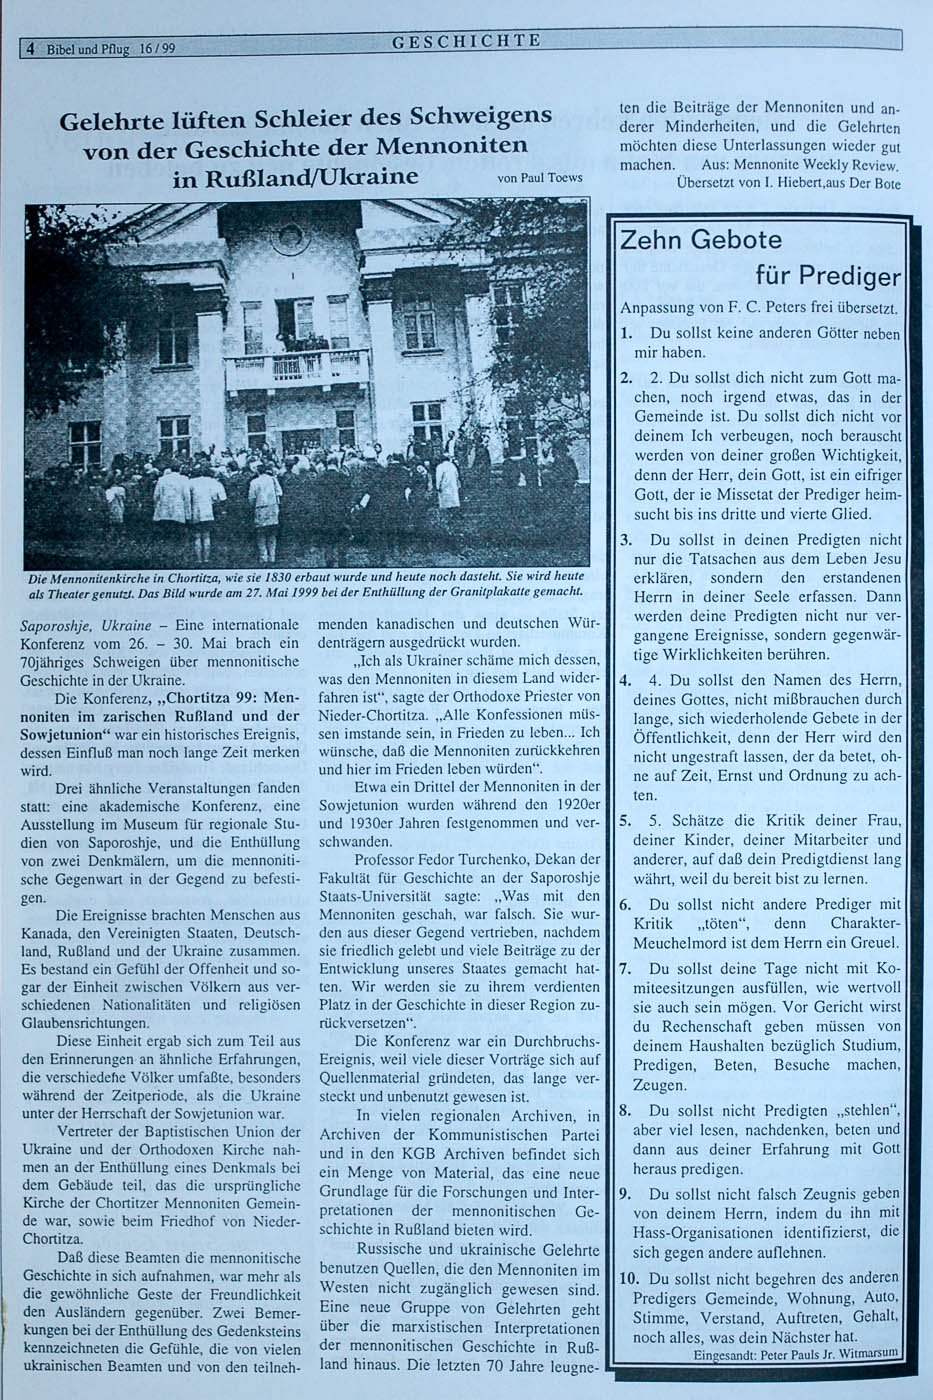 4 Bibel und Pflug 16/99
GESCHICHTE
Gelehrte lüften Schleier des Schweigens
von der Geschichte der Mennoniten
in Rußland/Ukraine
von Paul Toews
Die Mennonitenkirche in Chortitza, wie sie 1830 erbaut wurde und heute noch dasteht. Sie wird heute
als Theater genutzt. Das Bild wurde am 27. Mai 1999 bei der Enthüllung der Granitplakatte gemacht.
Saporoshje, Ukraine – Eine internationale
Konferenz vom 26. – 30. Mai brach ein
70jähriges Schweigen über mennonitische
Geschichte in der Ukraine.
Die Konferenz, „Chortitza 99: Men-
noniten im zarischen Rußland und der
Sowjetunion“ war ein historisches Ereignis,
dessen Einfluß man noch lange Zeit merken
wird.
Drei ähnliche Veranstaltungen fanden
statt: eine akademische Konferenz, eine
Ausstellung im Museum für regionale Stu-
dien von Saporoshje, und die Enthüllung
von zwei Denkmälern, um die mennoniti-
sche Gegenwart in der Gegend zu befesti-
gen.
Die Ereignisse brachten Menschen aus
Kanada, den Vereinigten Staaten, Deutsch-
land, Rußland und der Ukraine zusammen.
Es bestand ein Gefühl der Offenheit und so-
gar der Einheit zwischen Völkern aus ver-
schiedenen Nationalitäten und religiösen
Glaubensrichtungen.
Diese Einheit ergab sich zum Teil aus
den Erinnerungen an ähnliche Erfahrungen,
die verschiedene Völker umfaßte, besonders
während der Zeitperiode, als die Ukraine
unter der Herrschaft der Sowjetunion war.
Vertreter der Baptistischen Union der
Ukraine und der Orthodoxen Kirche nah-
men an der Enthüllung eines Denkmals bei
dem Gebäude teil, das die ursprüngliche
Kirche der Chortitzer Mennoniten Gemein-
de war, sowie beim Friedhof von Nieder-
Chortitza.
Daß diese Beamten die mennonitische
Geschichte in sich aufnahmen, war mehr als
die gewöhnliche Geste der Freundlichkeit
den Ausländern gegenüber. Zwei Bemer-
kungen bei der Enthüllung des Gedenksteins
kennzeichneten die Gefühle, die von vielen
ukrainischen Beamten und von den teilneh-
menden kanadischen und deutschen Wür-
denträgern ausgedrückt wurden.
„Ich als Ukrainer schäme mich dessen,
was den Mennoniten in diesem Land wider-
fahren ist“, sagte der Orthodoxe Priester von
Nieder-Chortitza. „Alle Konfessionen müs-
sen imstande sein, in Frieden zu leben... Ich
wünsche, daß die Mennoniten zurückkehren
und hier im Frieden leben würden“.
Etwa ein Drittel der Mennoniten in der
Sowjetunion wurden während den 1920er
und 1930er Jahren festgenommen und ver-
schwanden.
Professor Fedor Turchenko, Dekan der
Fakultät für Geschichte an der Saporoshje
Staats-Universität sagte: „Was mit den
Mennoniten geschah, war falsch. Sie wur-
den aus dieser Gegend vertrieben, nachdem
sie friedlich gelebt und viele Beiträge zu der
Entwicklung unseres Staates gemacht hat-
ten. Wir werden sie zu ihrem verdienten
Platz in der Geschichte in dieser Region zu-
rückversetzen“.
Die Konferenz war ein Durchbruchs-
Ereignis, weil viele dieser Vorträge sich auf
Quellenmaterial gründeten, das lange ver-
steckt und unbenutzt gewesen ist.
In vielen regionalen Archiven, in
Archiven der Kommunistischen Partei
und in den KGB Archiven befindet sich
ein Menge von Material, das eine neue
Grundlage für die Forschungen und Inter-
pretationen der mennonitischen Ge-
schichte in Rußland bieten wird.
Russische und ukrainische Gelehrte
benutzen Quellen, die den Mennoniten im
Westen nicht zugänglich gewesen sind.
Eine neue Gruppe von Gelehrten geht
über die marxistischen Interpretationen
der mennonitischen Geschichte in Ruß-
land hinaus. Die letzten 70 Jahre leugne-
ten die Beiträge der Mennoniten und an-
derer Minderheiten, und die Gelehrten
möchten diese Unterlassungen wieder gut
machen. Aus: Mennonite Weekly Review.
Übersetzt von I. Hiebert,aus Der Bote
Zehn Gebote
für Prediger
Anpassung von F. C. Peters frei übersetzt.
1. Du sollst keine anderen Götter neben
mir haben.
2. 2. Du sollst dich nicht zum Gott ma-
chen, noch irgend etwas, das in der
Gemeinde ist. Du sollst dich nicht vor
deinem Ich verbeugen, noch berauscht
werden von deiner großen Wichtigkeit,
denn der Herr, dein Gott, ist ein eifriger
Gott, der ie Missetat der Prediger heim-
sucht bis ins dritte und vierte Glied.
3. Du sollst in deinen Predigten nicht
nur die Tatsachen aus dem Leben Jesu
erklären, sondern den erstandenen
Herrn in deiner Seele erfassen. Dann
werden deine Predigten nicht nur ver-
gangene Ereignisse, sondern gegenwär-
tige Wirklichkeiten berühren.
4. 4. Du sollst den Namen des Herrn,
deines Gottes, nicht mißbrauchen durch
lange, sich wiederholende Gebete in der
Öffentlichkeit, denn der Herr wird den
nicht ungestraft lassen, der da betet, oh-
ne auf Zeit, Ernst und Ordnung zu ach-
ten.
5. 5. Schätze die Kritik deiner Frau,
deiner Kinder, deiner Mitarbeiter und
anderer, auf daß dein Predigtdienst lang
währt, weil du bereit bist zu lernen.
6. Du sollst nicht andere Prediger mit
Kritik „töten“, denn Charakter-
Meuchelmord ist dem Herrn ein Greuel.
7. Du sollst deine Tage nicht mit Ko-
miteesitzungen ausfüllen, wie wertvoll
sie auch sein mögen. Vor Gericht wirst
du Rechenschaft geben müssen von
deinem Haushalten bezüglich Studium,
Predigen, Beten, Besuche machen,
Zeugen.
8. Du sollst nicht Predigten „stehlen“,
aber viel lesen, nachdenken, beten und
dann aus deiner Erfahrung mit Gott
heraus predigen.
9. Du sollst nicht falsch Zeugnis geben
von deinem Herrn, indem du ihn mit
Hass-Organisationen identifizierst, die
sich gegen andere auflehnen.
10. Du sollst nicht begehren des anderen
Predigers Gemeinde, Wohnung, Auto,
Stimme, Verstand, Auftreten, Gehalt,
noch alles, was dein Nächster hat.
Eingesandt: Peter Pauls Jr. Witmarsum